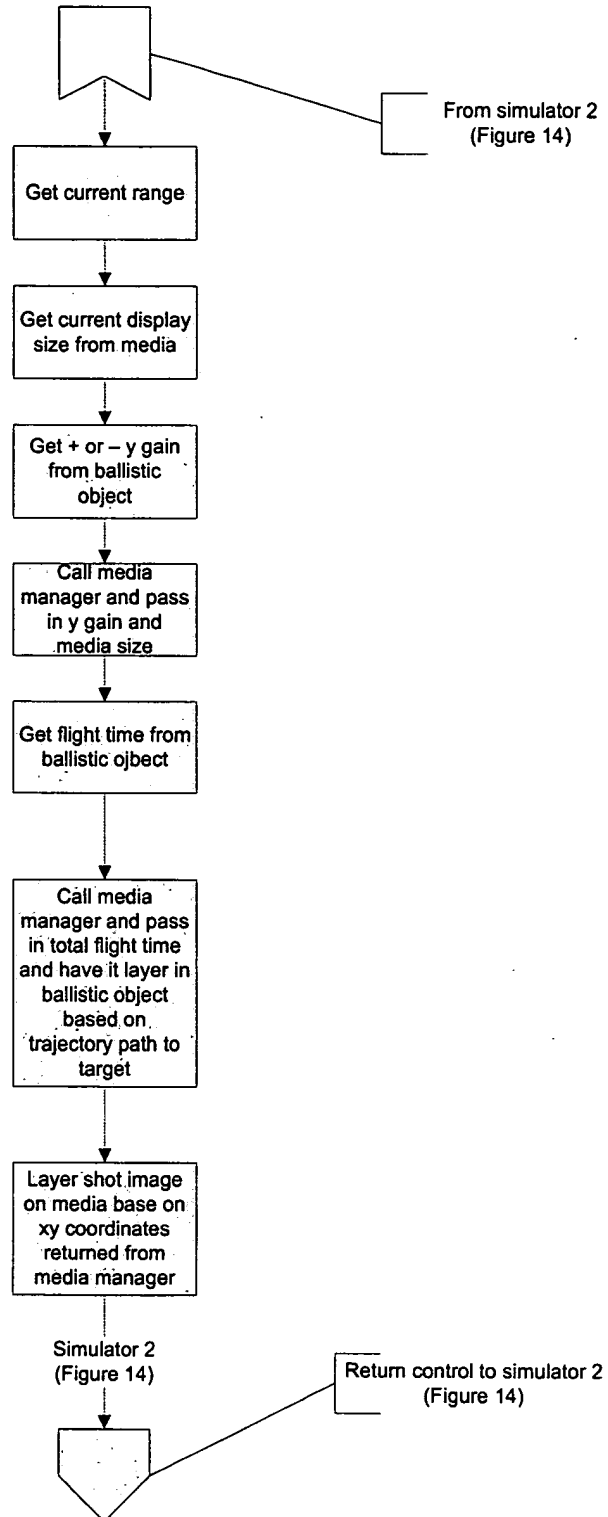 From simulator 2
(Figure 14)
Get current range
Get current display
size from media
Get + or – y gain
from ballistic
object
Call media
manager and pass
in y gain and
media size
Get flight time from
ballistic ojbect
Call media
manager and pass
in total flight time
and have it layer in
ballistic object
based on
trajectory path to
target
Layer shot image
on media base on
xy coordinates
returned from
media manager
Simulator 2
(Figure 14)
Return control to simulator 2
(Figure 14)